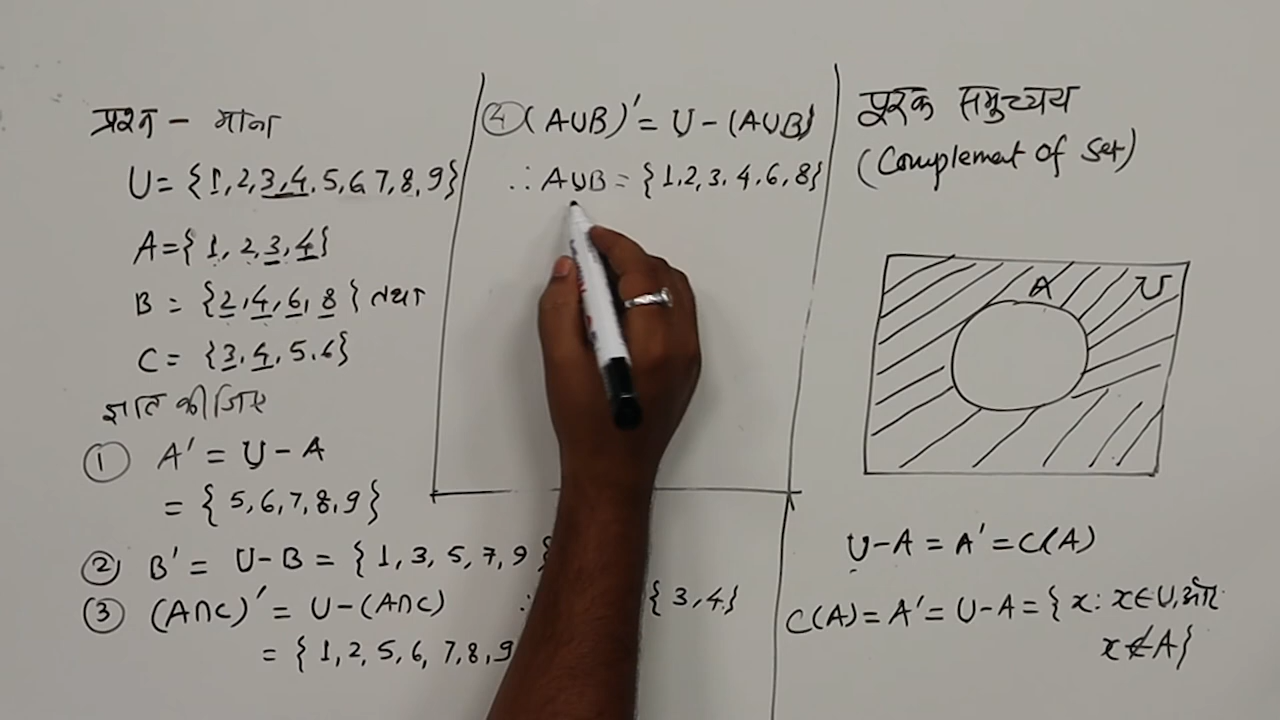 प्रश्न - माना
U = {1, 2, 3, 4, 5, 6, 7, 8, 9}
A = {1, 2, 3, 4}
B = {2, 4, 6, 8} तथा
C = {3, 4, 5, 6}
ज्ञात कीजिए
① A' = U - A
= {5, 6, 7, 8, 9}
② B' = U - B = {1, 3, 5, 7, 9}
③ (A∩C)' = U - (A∩C) ∴ {3, 4}
= {1, 2, 5, 6, 7, 8, 9
④ (A∪B)' = U - (A∪B)
∴ A∪B = {1, 2, 3, 4, 6, 8}
पूरक समुच्चय
(Complement of Set)
A
U
U - A = A' = C(A)
C(A) = A' = U - A = {x : x ∈ U, और
x ∉ A}